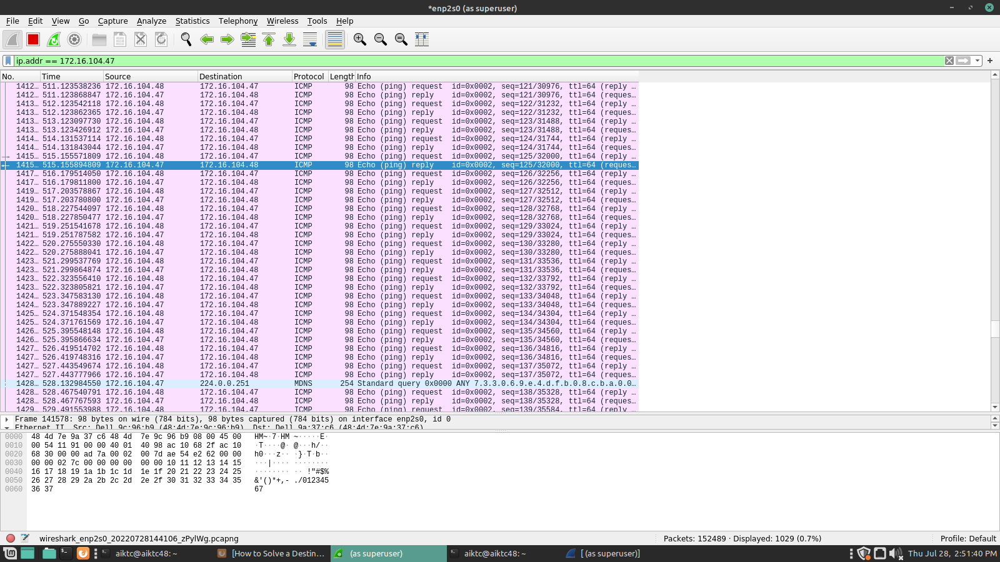 *enp2s0 (as superuser)
File Edit View Go Capture Analyze Statistics Telephony Wireless Tools Help
ip.addr == 172.16.104.47
No. Time Source Destination Protocol Length Info
1412… 511.123538236 172.16.104.48 172.16.104.47 ICMP 98 Echo (ping) request id=0x0002, seq=121/30976, ttl=64 (reply …
1412… 511.123868847 172.16.104.47 172.16.104.48 ICMP 98 Echo (ping) reply id=0x0002, seq=121/30976, ttl=64 (reques…
1413… 512.123542118 172.16.104.48 172.16.104.47 ICMP 98 Echo (ping) request id=0x0002, seq=122/31232, ttl=64 (reply …
1413… 512.123862365 172.16.104.47 172.16.104.48 ICMP 98 Echo (ping) reply id=0x0002, seq=122/31232, ttl=64 (reques…
1413… 513.123097730 172.16.104.48 172.16.104.47 ICMP 98 Echo (ping) request id=0x0002, seq=123/31488, ttl=64 (reply …
1413… 513.123426912 172.16.104.47 172.16.104.48 ICMP 98 Echo (ping) reply id=0x0002, seq=123/31488, ttl=64 (reques…
1414… 514.131537114 172.16.104.48 172.16.104.47 ICMP 98 Echo (ping) request id=0x0002, seq=124/31744, ttl=64 (reply …
1414… 514.131843044 172.16.104.47 172.16.104.48 ICMP 98 Echo (ping) reply id=0x0002, seq=124/31744, ttl=64 (reques…
1415… 515.155571809 172.16.104.48 172.16.104.47 ICMP 98 Echo (ping) request id=0x0002, seq=125/32000, ttl=64 (reply …
1415… 515.155894809 172.16.104.47 172.16.104.48 ICMP 98 Echo (ping) reply id=0x0002, seq=125/32000, ttl=64 (reques…
1417… 516.179514050 172.16.104.48 172.16.104.47 ICMP 98 Echo (ping) request id=0x0002, seq=126/32256, ttl=64 (reply …
1417… 516.179811800 172.16.104.47 172.16.104.48 ICMP 98 Echo (ping) reply id=0x0002, seq=126/32256, ttl=64 (reques…
1419… 517.203578867 172.16.104.48 172.16.104.47 ICMP 98 Echo (ping) request id=0x0002, seq=127/32512, ttl=64 (reply …
1419… 517.203780800 172.16.104.47 172.16.104.48 ICMP 98 Echo (ping) reply id=0x0002, seq=127/32512, ttl=64 (reques…
1420… 518.227544097 172.16.104.48 172.16.104.47 ICMP 98 Echo (ping) request id=0x0002, seq=128/32768, ttl=64 (reply …
1420… 518.227850477 172.16.104.47 172.16.104.48 ICMP 98 Echo (ping) reply id=0x0002, seq=128/32768, ttl=64 (reques…
1421… 519.251541678 172.16.104.48 172.16.104.47 ICMP 98 Echo (ping) request id=0x0002, seq=129/33024, ttl=64 (reply …
1421… 519.251787582 172.16.104.47 172.16.104.48 ICMP 98 Echo (ping) reply id=0x0002, seq=129/33024, ttl=64 (reques…
1422… 520.275550330 172.16.104.48 172.16.104.47 ICMP 98 Echo (ping) request id=0x0002, seq=130/33280, ttl=64 (reply …
1422… 520.275888041 172.16.104.47 172.16.104.48 ICMP 98 Echo (ping) reply id=0x0002, seq=130/33280, ttl=64 (reques…
1423… 521.299537769 172.16.104.48 172.16.104.47 ICMP 98 Echo (ping) request id=0x0002, seq=131/33536, ttl=64 (reply …
1423… 521.299864874 172.16.104.47 172.16.104.48 ICMP 98 Echo (ping) reply id=0x0002, seq=131/33536, ttl=64 (reques…
1423… 522.323556410 172.16.104.48 172.16.104.47 ICMP 98 Echo (ping) request id=0x0002, seq=132/33792, ttl=64 (reply …
1423… 522.323805821 172.16.104.47 172.16.104.48 ICMP 98 Echo (ping) reply id=0x0002, seq=132/33792, ttl=64 (reques…
1424… 523.347583130 172.16.104.48 172.16.104.47 ICMP 98 Echo (ping) request id=0x0002, seq=133/34048, ttl=64 (reply …
1424… 523.347889227 172.16.104.47 172.16.104.48 ICMP 98 Echo (ping) reply id=0x0002, seq=133/34048, ttl=64 (reques…
1425… 524.371548354 172.16.104.48 172.16.104.47 ICMP 98 Echo (ping) request id=0x0002, seq=134/34304, ttl=64 (reply …
1425… 524.371761569 172.16.104.47 172.16.104.48 ICMP 98 Echo (ping) reply id=0x0002, seq=134/34304, ttl=64 (reques…
1426… 525.395548148 172.16.104.48 172.16.104.47 ICMP 98 Echo (ping) request id=0x0002, seq=135/34560, ttl=64 (reply …
1426… 525.395866634 172.16.104.47 172.16.104.48 ICMP 98 Echo (ping) reply id=0x0002, seq=135/34560, ttl=64 (reques…
1427… 526.419514702 172.16.104.48 172.16.104.47 ICMP 98 Echo (ping) request id=0x0002, seq=136/34816, ttl=64 (reply …
1427… 526.419748316 172.16.104.47 172.16.104.48 ICMP 98 Echo (ping) reply id=0x0002, seq=136/34816, ttl=64 (reques…
1427… 527.443549674 172.16.104.48 172.16.104.47 ICMP 98 Echo (ping) request id=0x0002, seq=137/35072, ttl=64 (reply …
1427… 527.443777966 172.16.104.47 172.16.104.48 ICMP 98 Echo (ping) reply id=0x0002, seq=137/35072, ttl=64 (reques…
1428… 528.132984550 172.16.104.47 224.0.0.251 MDNS 254 Standard query 0x0000 ANY 7.3.3.0.6.9.e.4.d.f.b.0.8.c.b.a.0.0…
1428… 528.467540791 172.16.104.48 172.16.104.47 ICMP 98 Echo (ping) request id=0x0002, seq=138/35328, ttl=64 (reply …
1428… 528.467767593 172.16.104.47 172.16.104.48 ICMP 98 Echo (ping) reply id=0x0002, seq=138/35328, ttl=64 (reques…
1429… 529.491553988 172.16.104.48 172.16.104.47 ICMP 98 Echo (ping) request id=0x0002, seq=139/35584, ttl=64 (reply …
Frame 141578: 98 bytes on wire (784 bits), 98 bytes captured (784 bits) on interface enp2s0, id 0
Ethernet II, Src: Dell_9c:96:b9 (48:4d:7e:9c:96:b9), Dst: Dell_9a:37:c6 (48:4d:7e:9a:37:c6)
0000 48 4d 7e 9a 37 c6 48 4d 7e 9c 96 b9 08 00 45 00 HM~·7·HM ~·····E·
0010 00 54 11 91 00 00 40 01 40 98 ac 10 68 2f ac 10 ·T····@· @···h/··
0020 68 30 00 00 ad 7a 00 02 00 7d ae 54 e2 62 00 00 h0···z·· ·}·T·b··
0030 00 00 02 7c 00 00 00 00 00 00 10 11 12 13 14 15 ···|···· ········
0040 16 17 18 19 1a 1b 1c 1d 1e 1f 20 21 22 23 24 25 ········ ·· !"#$%
0050 26 27 28 29 2a 2b 2c 2d 2e 2f 30 31 32 33 34 35 &'()*+,- ./012345
0060 36 37 67
wireshark_enp2s0_20220728144106_zPylWg.pcapng Packets: 152489 · Displayed: 1029 (0.7%) Profile: Default
aiktc@aiktc48: ~ [How to Solve a Destin... (as superuser) aiktc@aiktc48: ~ [ (as superuser)] Thu Jul 28, 2:51:40 PM